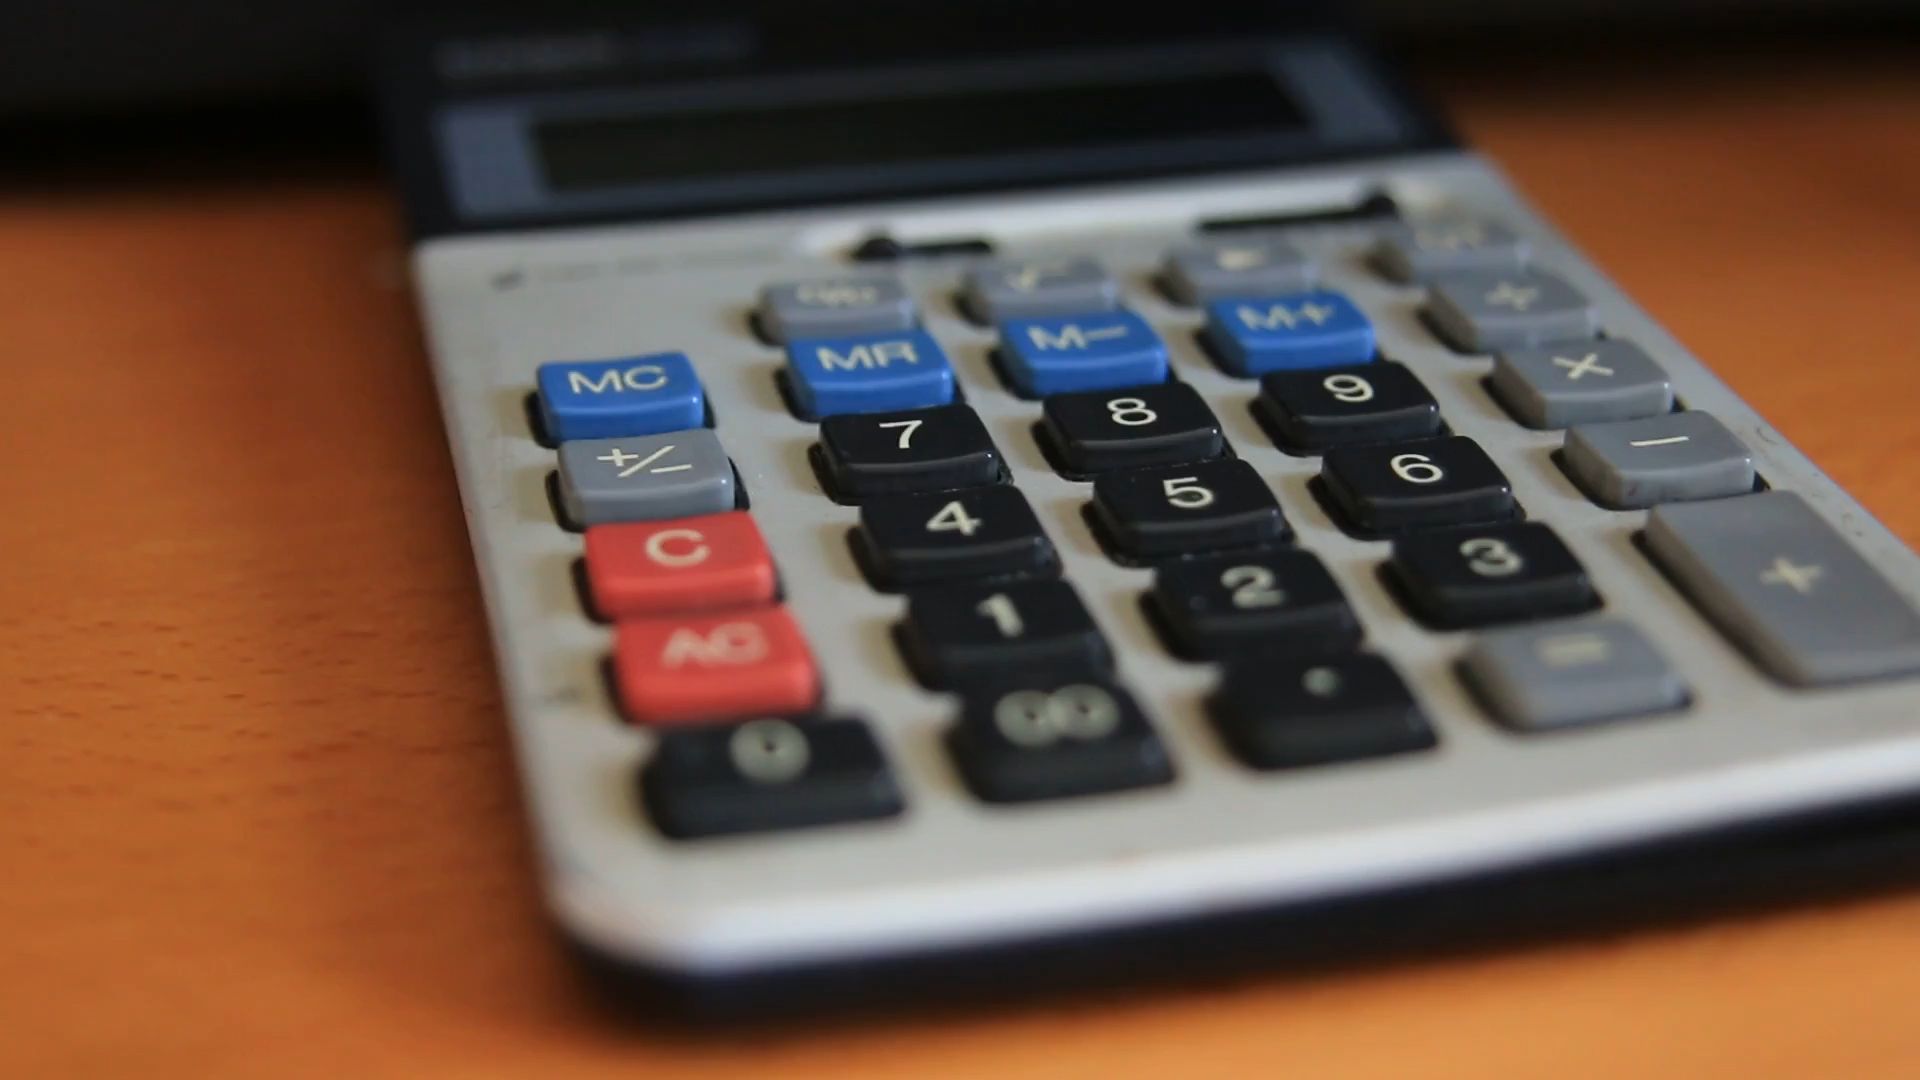 % √ ▶
MC MR M− M+ ÷
+/− 7 8 9 ×
C 4 5 6 −
AC 1 2 3 +
0 00 · =